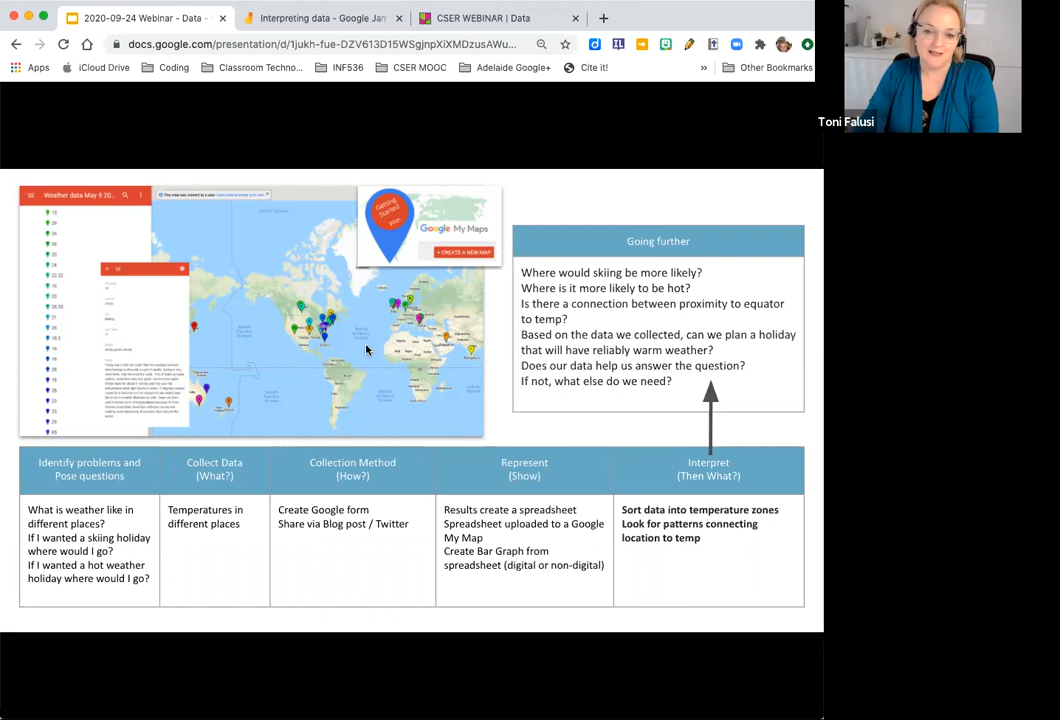 2020-09-24 Webinar - Data -
Interpreting data - Google Jam
CSER WEBINAR | Data
docs.google.com/presentation/d/1jukh-fue-DZV613D15WSgjnpXiXMDzusAWu...
Apps
iCloud Drive
Coding
Classroom Techno...
INF536
CSER MOOC
Adelaide Google+
Cite it!
»
Other Bookmarks
Toni Falusi
Weather data May 9 20...
Getting
Started
With
Google My Maps
+ CREATE A NEW MAP
Going further
Where would skiing be more likely?
Where is it more likely to be hot?
Is there a connection between proximity to equator
to temp?
Based on the data we collected, can we plan a holiday
that will have reliably warm weather?
Does our data help us answer the question?
If not, what else do we need?
Identify problems and
Pose questions
Collect Data
(What?)
Collection Method
(How?)
Represent
(Show)
Interpret
(Then What?)
What is weather like in
different places?
If I wanted a skiing holiday
where would I go?
If I wanted a hot weather
holiday where would I go?
Temperatures in
different places
Create Google form
Share via Blog post / Twitter
Results create a spreadsheet
Spreadsheet uploaded to a Google
My Map
Create Bar Graph from
spreadsheet (digital or non-digital)
Sort data into temperature zones
Look for patterns connecting
location to temp